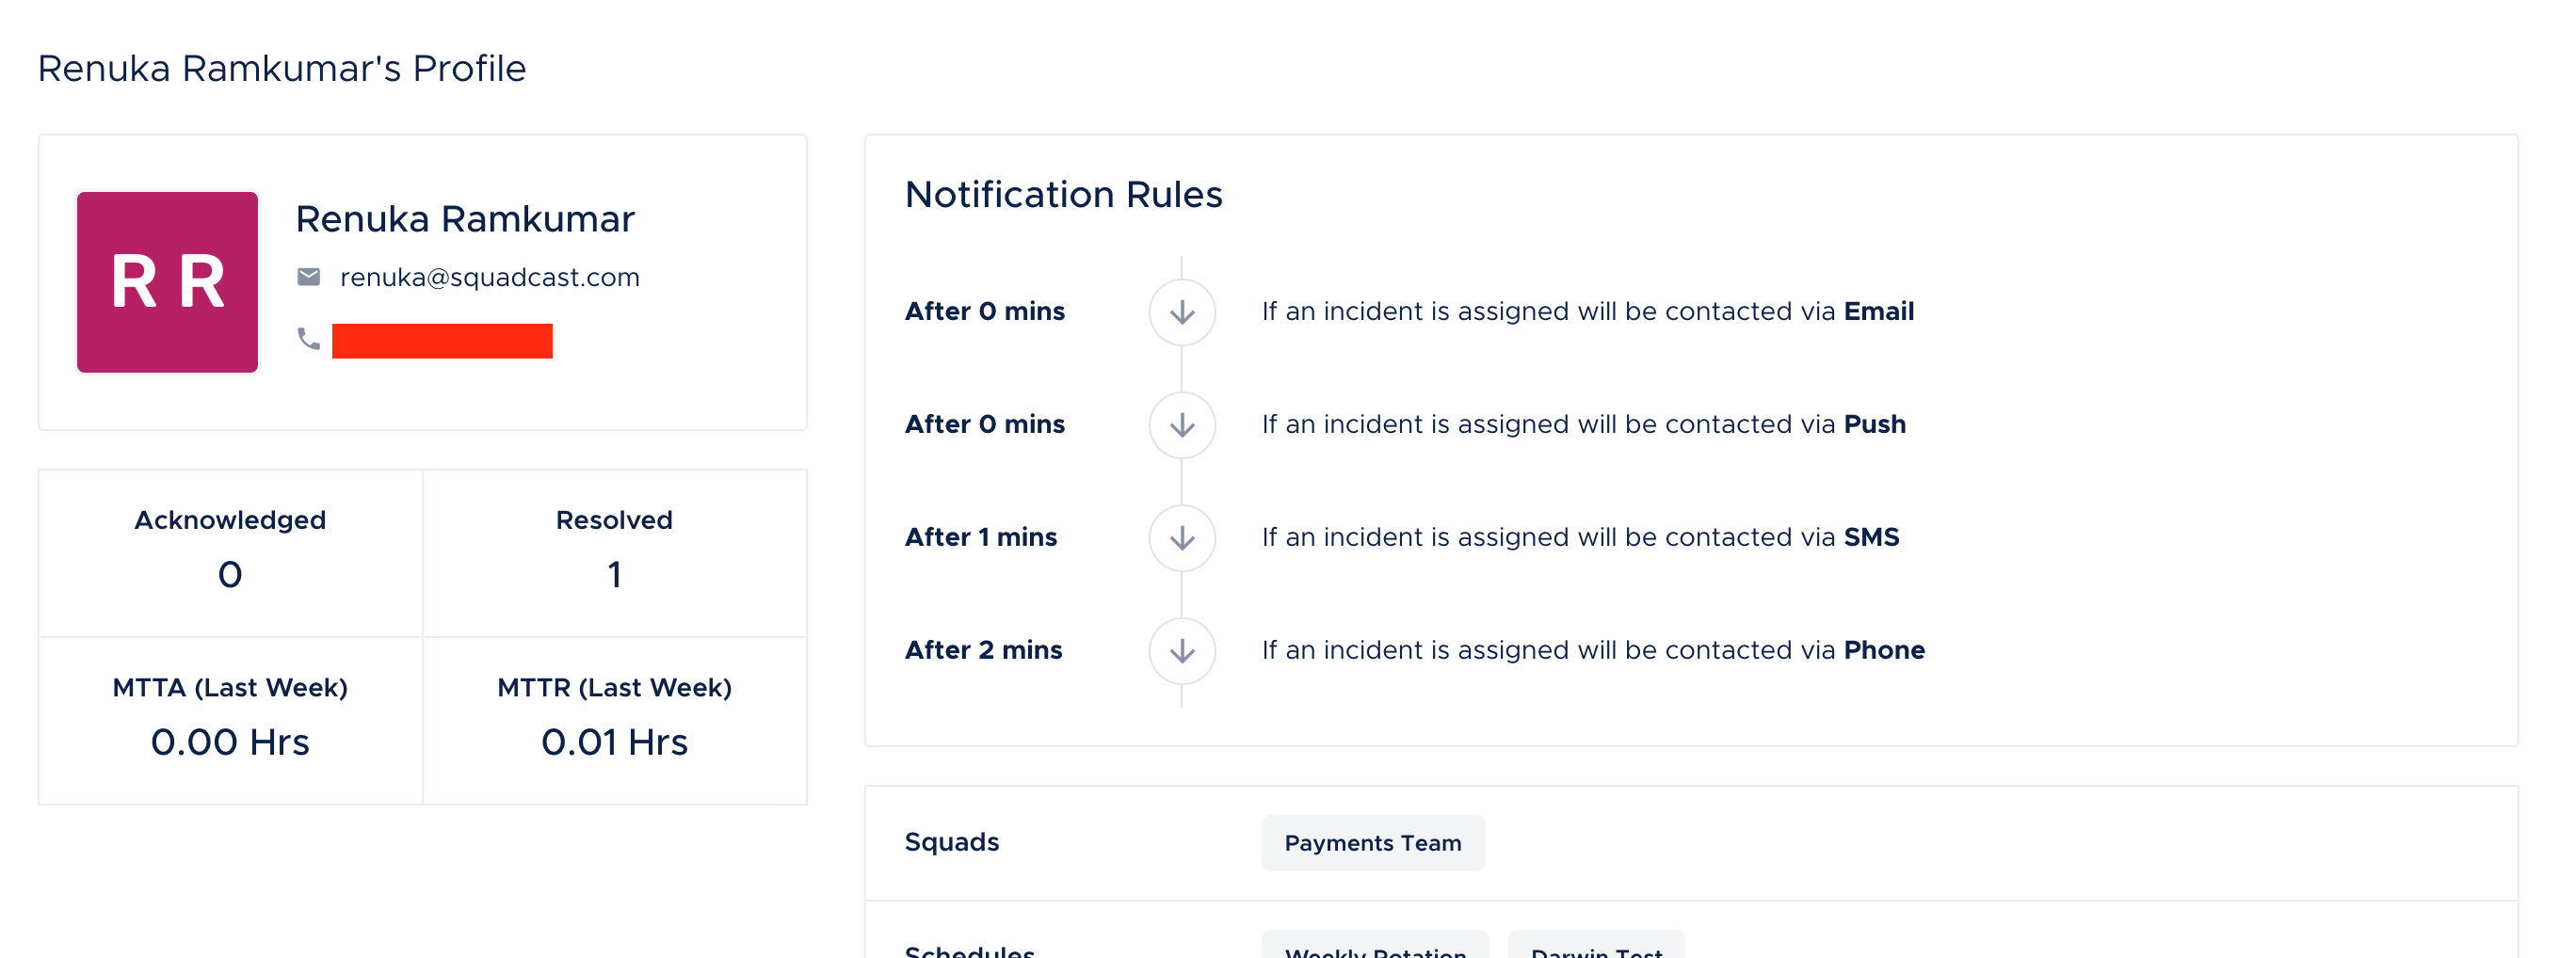 Renuka Ramkumar's Profile
R R
Renuka Ramkumar
renuka@squadcast.com
Acknowledged
0
Resolved
1
MTTA (Last Week)
0.00 Hrs
MTTR (Last Week)
0.01 Hrs
Notification Rules
After 0 mins
If an incident is assigned will be contacted via Email
After 0 mins
If an incident is assigned will be contacted via Push
After 1 mins
If an incident is assigned will be contacted via SMS
After 2 mins
If an incident is assigned will be contacted via Phone
Squads
Payments Team
Schedules
Weekly Rotation
Darwin Test